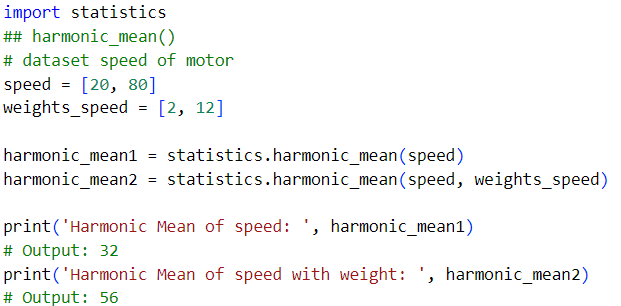 import statistics
## harmonic_mean()
# dataset speed of motor
speed = [20, 80]
weights_speed = [2, 12]
harmonic_mean1 = statistics.harmonic_mean(speed)
harmonic_mean2 = statistics.harmonic_mean(speed, weights_speed)
print('Harmonic Mean of speed: ', harmonic_mean1)
# Output: 32
print('Harmonic Mean of speed with weight: ', harmonic_mean2)
# Output: 56